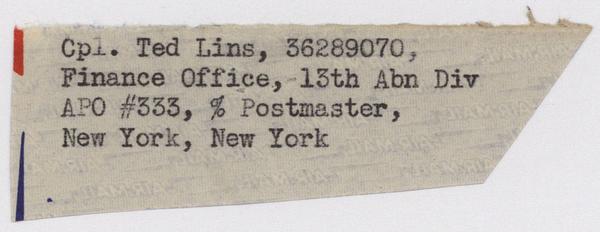 Cpl. Ted Lins, 36289070,
Finance Office, 13th Abn Div
APO #333, % Postmaster,
New York, New York